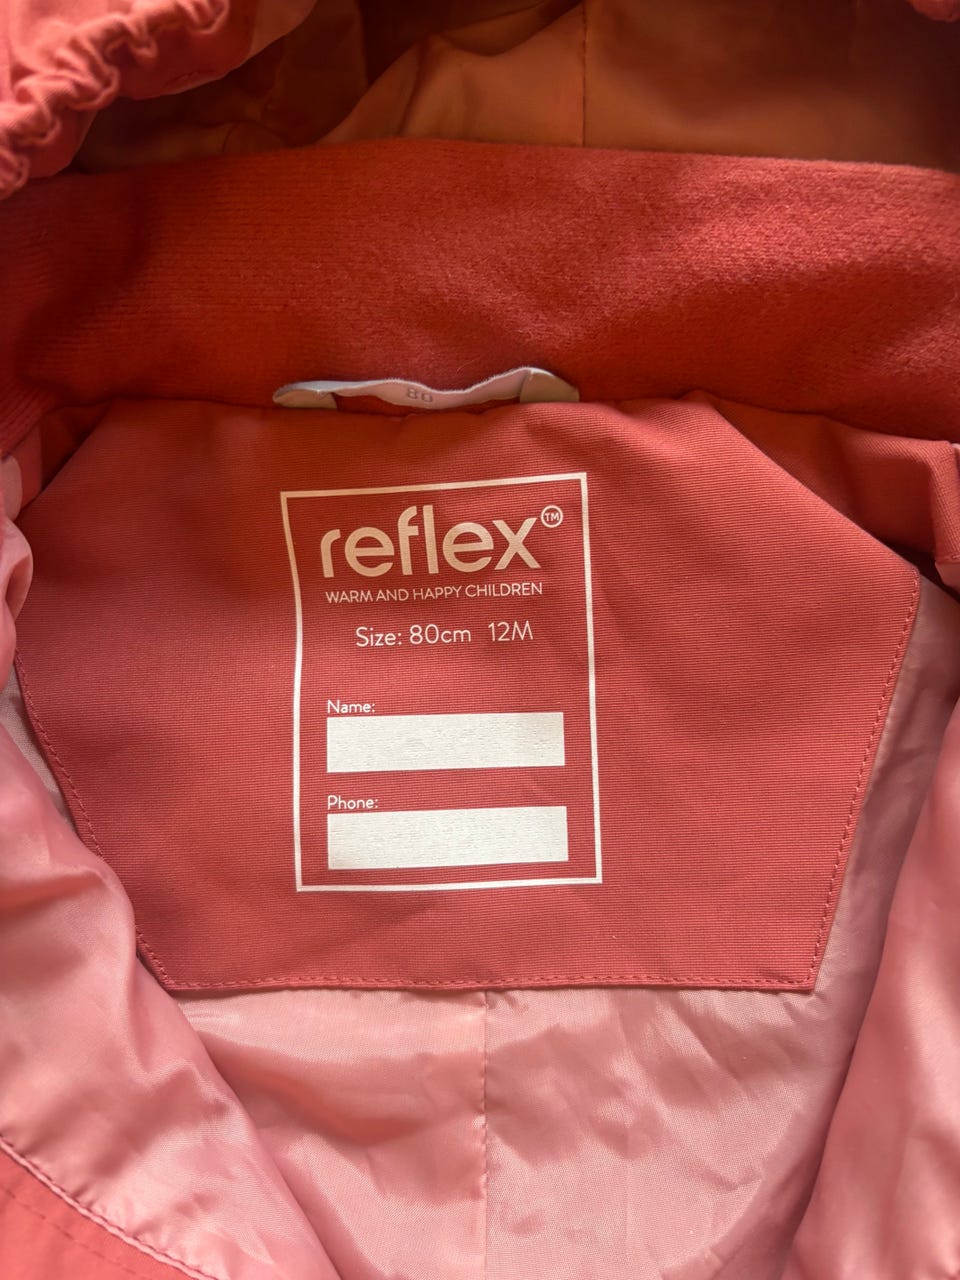 80
reflex™
WARM AND HAPPY CHILDREN
Size: 80cm 12M
Name:
Phone: